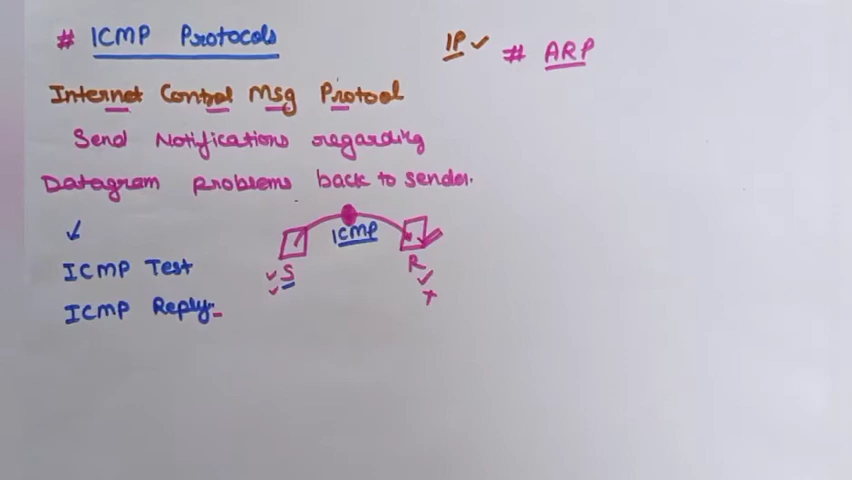 # ICMP Protocols
IP ✓ # ARP
Internet Control Msg Protocol
Send Notifications regarding
Datagram problems back to sender.
ICMP
ICMP Test
S
R
ICMP Reply